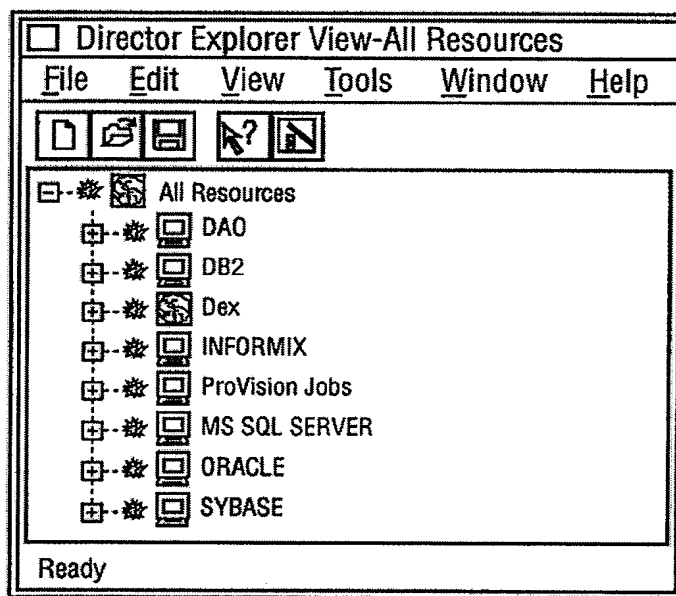 Director Explorer View-All Resources
File Edit View Tools Window Help
All Resources
DAO
DB2
Dex
INFORMIX
ProVision Jobs
MS SQL SERVER
ORACLE
SYBASE
Ready